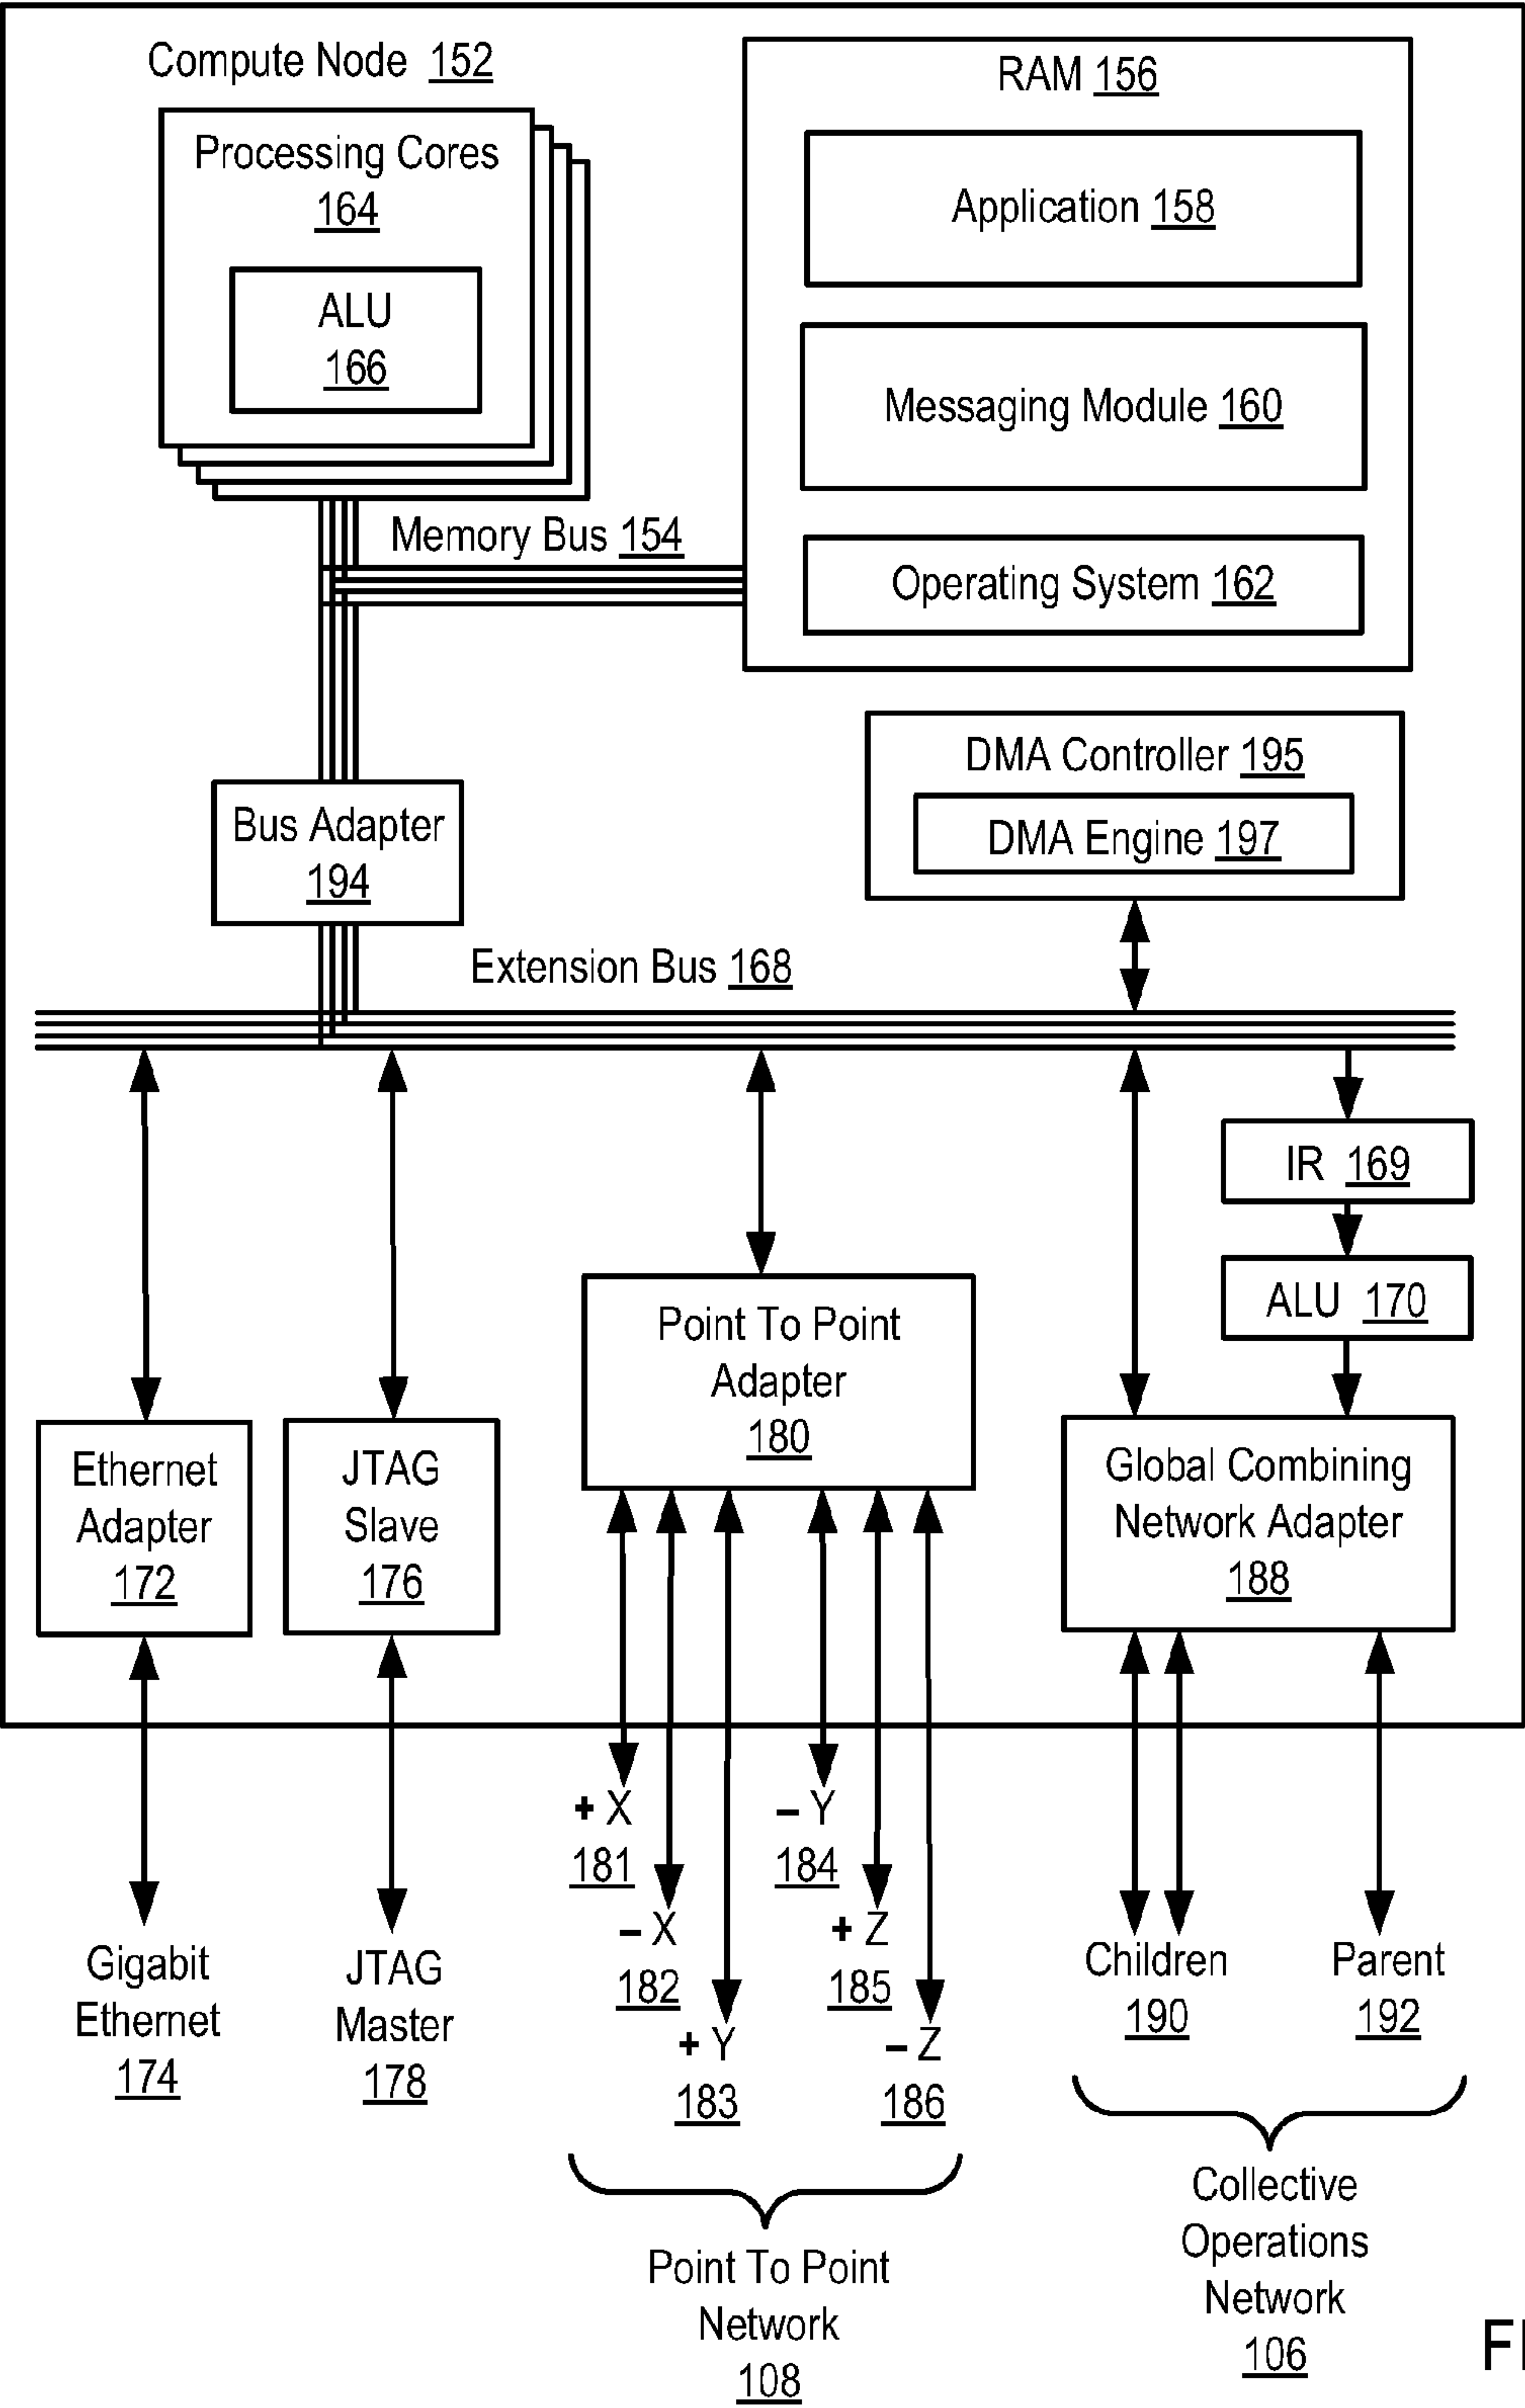 Compute Node 152
Processing Cores
164
ALU
166
RAM 156
Application 158
Messaging Module 160
Operating System 162
Memory Bus 154
DMA Controller 195
DMA Engine 197
Bus Adapter
194
Extension Bus 168
IR 169
ALU 170
Point To Point
Adapter
180
Ethernet
Adapter
172
JTAG
Slave
176
Global Combining
Network Adapter
188
+ X
181
– X
182
+ Y
183
– Y
184
+ Z
185
– Z
186
Gigabit
Ethernet
174
JTAG
Master
178
Children
190
Parent
192
Point To Point
Network
108
Collective
Operations
Network
106